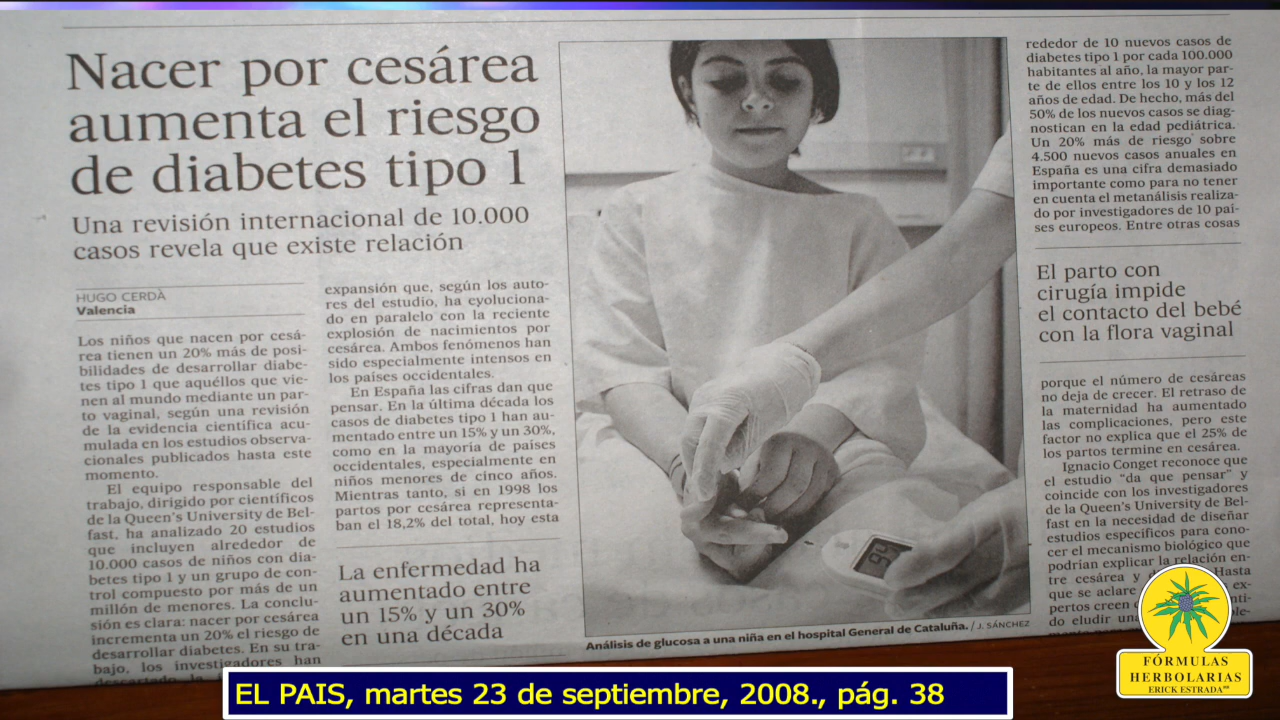 Nacer por cesárea
aumenta el riesgo
de diabetes tipo 1
Una revisión internacional de 10.000
casos revela que existe relación
HUGO CERDÀ
Valencia
Los niños que nacen por cesá-
rea tienen un 20% más de posi-
bilidades de desarrollar diabe-
tes tipo 1 que aquéllos que vie-
nen al mundo mediante un par-
to vaginal, según una revisión
de la evidencia científica acu-
mulada en los estudios observa-
cionales publicados hasta este
momento.
El equipo responsable del
trabajo, dirigido por científicos
de la Queen's University de Bel-
fast, ha analizado 20 estudios
que incluyen alrededor de
10.000 casos de niños con dia-
betes tipo 1 y un grupo de con-
trol compuesto por más de un
millón de menores. La conclu-
sión es clara: nacer por cesárea
incrementa un 20% el riesgo de
desarrollar diabetes. En su tra-
bajo, los investigadores han
descartado la
expansión que, según los auto-
res del estudio, ha evoluciona-
do en paralelo con la reciente
explosión de nacimientos por
cesárea. Ambos fenómenos han
sido especialmente intensos en
los países occidentales.
En España las cifras dan que
pensar. En la última década los
casos de diabetes tipo 1 han au-
mentado entre un 15% y un 30%,
como en la mayoría de países
occidentales, especialmente en
niños menores de cinco años.
Mientras tanto, si en 1998 los
partos por cesárea representa-
ban el 18,2% del total, hoy esta
La enfermedad ha
aumentado entre
un 15% y un 30%
en una década
94
Análisis de glucosa a una niña en el hospital General de Cataluña. / J. SÁNCHEZ
rededor de 10 nuevos casos de
diabetes tipo 1 por cada 100.000
habitantes al año, la mayor par-
te de ellos entre los 10 y los 12
años de edad. De hecho, más del
50% de los nuevos casos se diag-
nostican en la edad pediátrica.
Un 20% más de riesgo sobre
4.500 nuevos casos anuales en
España es una cifra demasiado
importante como para no tener
en cuenta el metanálisis realiza-
do por investigadores de 10 paí-
ses europeos. Entre otras cosas
El parto con
cirugía impide
el contacto del bebé
con la flora vaginal
porque el número de cesáreas
no deja de crecer. El retraso de
la maternidad ha aumentado
las complicaciones, pero este
factor no explica que el 25% de
los partos termine en cesárea.
Ignacio Conget reconoce que
el estudio "da que pensar" y
coincide con los investigadores
de la Queen's University de Bel-
fast en la necesidad de diseñar
estudios específicos para cono-
cer el mecanismo biológico que
podrían explicar la relación en-
tre cesárea y Hasta
que se aclare ex-
pertos creen
do eludir una
FÓRMULAS
HERBOLARIAS
ERICK ESTRADA MR
EL PAIS, martes 23 de septiembre, 2008., pág. 38